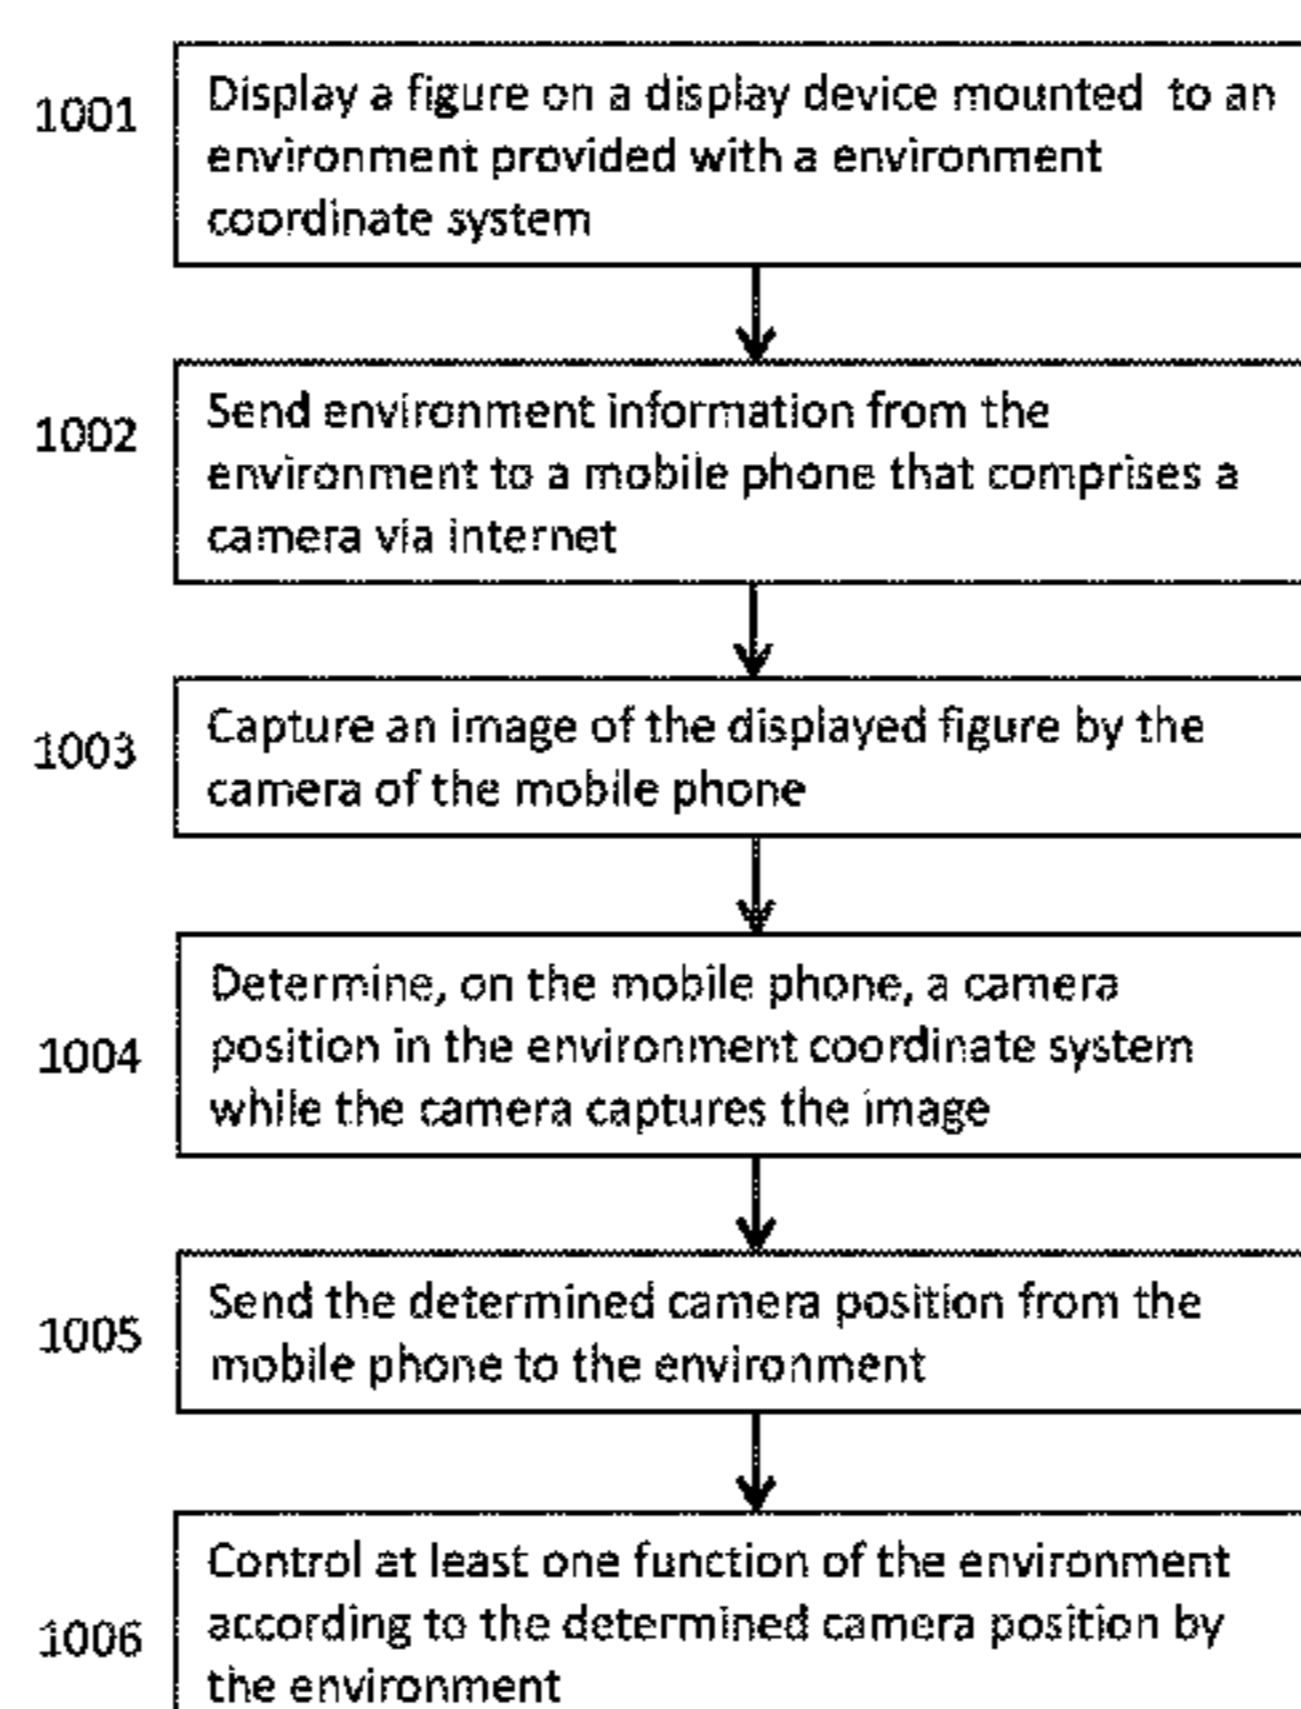 1001
Display a figure on a display device mounted to an
environment provided with a environment
coordinate system
1002
Send environment information from the
environment to a mobile phone that comprises a
camera via internet
1003
Capture an image of the displayed figure by the
camera of the mobile phone
1004
Determine, on the mobile phone, a camera
position in the environment coordinate system
while the camera captures the image
1005
Send the determined camera position from the
mobile phone to the environment
1006
Control at least one function of the environment
according to the determined camera position by
the environment